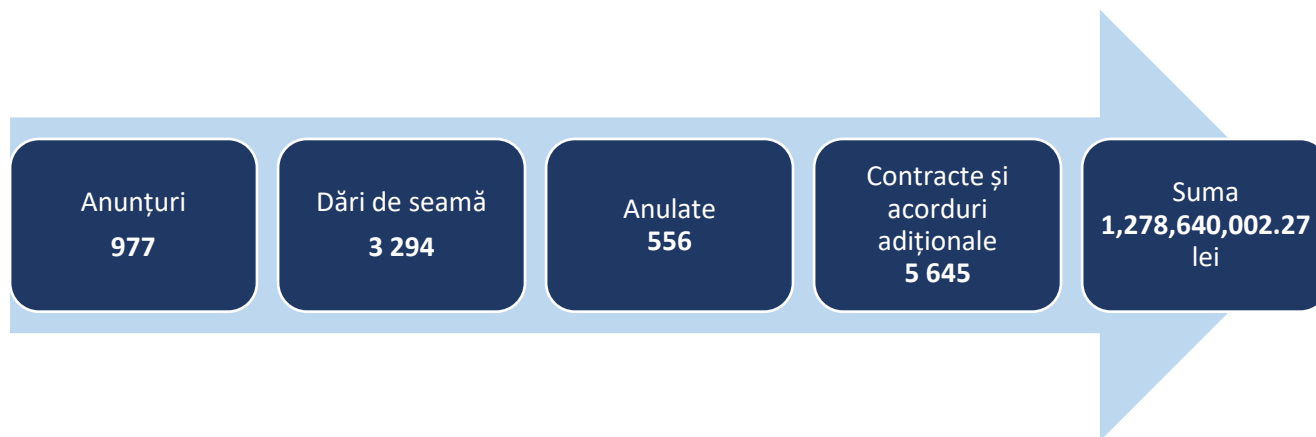 Anunțuri
977
Dări de seamă
3 294
Anulate
556
Contracte și
acorduri
adiționale
5 645
Suma
1,278,640,002.27
lei